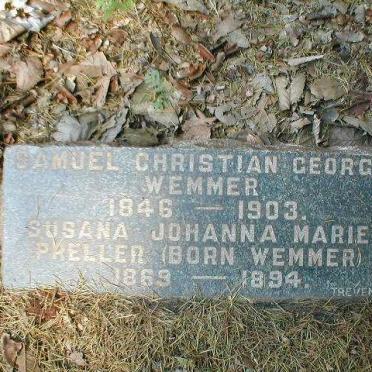 SAMUEL CHRISTIAN GEORG
WEMMER
1846 — 1903.
SUSANA JOHANNA MARIE
PRELLER (BORN WEMMER)
1869 — 1894.